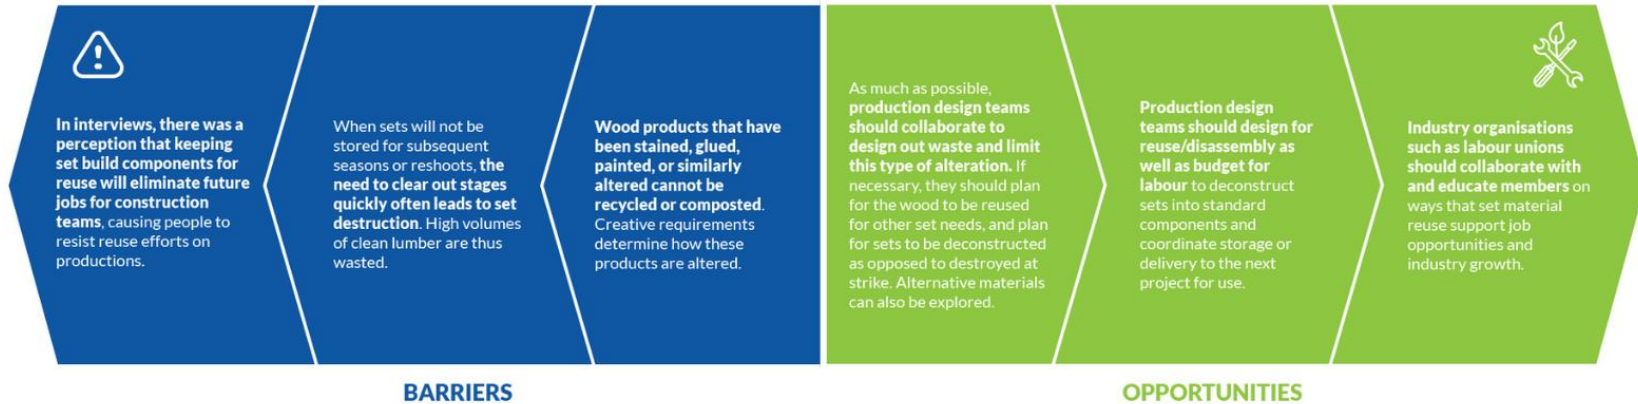 In interviews, there was a
perception that keeping
set build components for
reuse will eliminate future
jobs for construction
teams, causing people to
resist reuse efforts on
productions.
When sets will not be
stored for subsequent
seasons or reshoots, the
need to clear out stages
quickly often leads to set
destruction. High volumes
of clean lumber are thus
wasted.
Wood products that have
been stained, glued,
painted, or similarly
altered cannot be
recycled or composted.
Creative requirements
determine how these
products are altered.
As much as possible,
production design teams
should collaborate to
design out waste and limit
this type of alteration. If
necessary, they should plan
for the wood to be reused
for other set needs, and plan
for sets to be deconstructed
as opposed to destroyed at
strike. Alternative materials
can also be explored.
Production design
teams should design for
reuse/disassembly as
well as budget for
labour to deconstruct
sets into standard
components and
coordinate storage or
delivery to the next
project for use.
Industry organisations
such as labour unions
should collaborate with
and educate members on
ways that set material
reuse support job
opportunities and
industry growth.
BARRIERS
OPPORTUNITIES